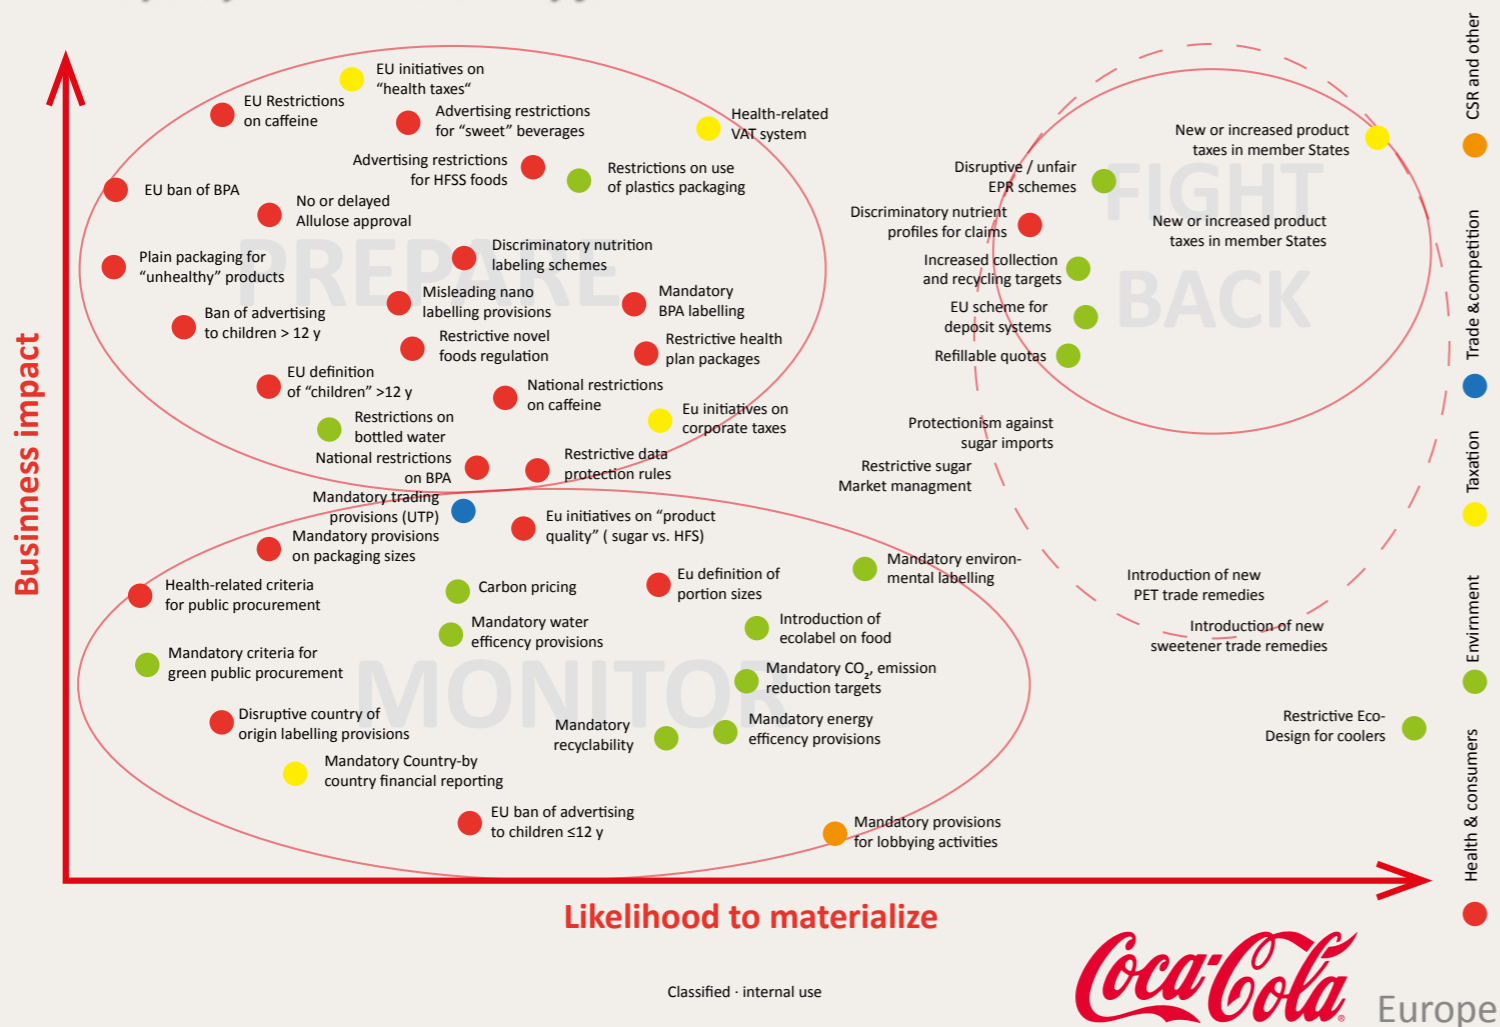 EU initiatives on
“health taxes“
EU Restrictions
on caffeine
Advertising restrictions
for “sweet” beverages
Health-related
VAT system
Advertising restrictions
for HFSS foods
Restrictions on use
of plastics packaging
EU ban of BPA
No or delayed
Allulose approval
PREPARE
Discriminatory nutrition
labeling schemes
Plain packaging for
“unhealthy” products
Misleading nano
labelling provisions
Mandatory
BPA labelling
Ban of advertising
to children > 12 y
Restrictive novel
foods regulation
Restrictive health
plan packages
EU definition
of “children” >12 y
National restrictions
on caffeine
Restrictions on
bottled water
Eu initiatives on
corporate taxes
National restrictions
on BPA
Restrictive data
protection rules
New or increased product
taxes in member States
Disruptive / unfair
EPR schemes
FIGHT
BACK
Discriminatory nutrient
profiles for claims
New or increased product
taxes in member States
Increased collection
and recycling targets
EU scheme for
deposit systems
Refillable quotas
Protectionism against
sugar imports
Restrictive sugar
Market managment
Mandatory trading
provisions (UTP)
Eu initiatives on “product
quality” ( sugar vs. HFS)
Mandatory provisions
on packaging sizes
Health-related criteria
for public procurement
Carbon pricing
Eu definition of
portion sizes
Mandatory environ-
mental labelling
Mandatory water
efficency provisions
Introduction of
ecolabel on food
Mandatory criteria for
green public procurement
MONITOR
Mandatory CO2, emission
reduction targets
Disruptive country of
origin labelling provisions
Mandatory
recyclability
Mandatory energy
efficency provisions
Mandatory Country-by
country financial reporting
EU ban of advertising
to children ≤12 y
Mandatory provisions
for lobbying activities
Introduction of new
PET trade remedies
Introduction of new
sweetener trade remedies
Restrictive Eco-
Design for coolers
Businness impact
Likelihood to materialize
CSR and other
Trade &competition
Taxation
Envirnment
Health & consumers
Classified · internal use
Coca-Cola
®
Europe